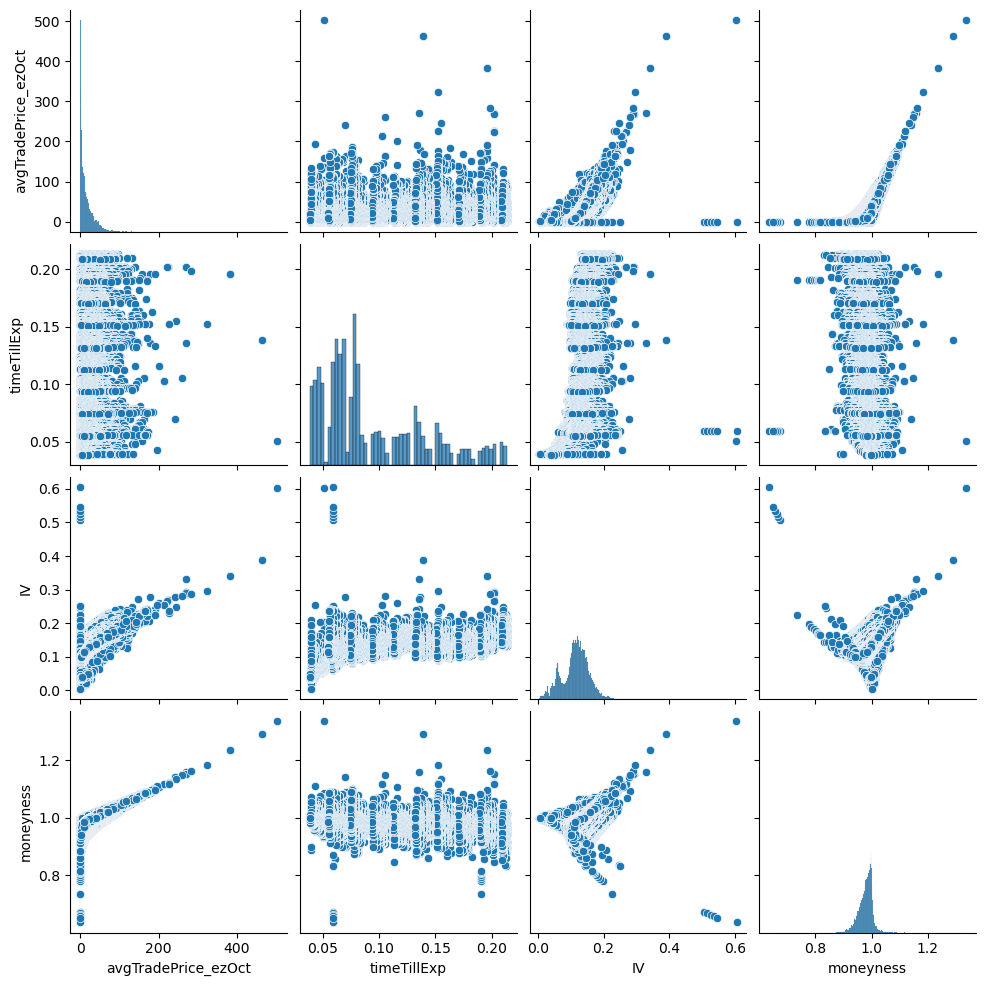 500
400
300
200
100
0
avgTradePrice_ezOct
0.20
0.15
0.10
0.05
timeTillExp
0.6
0.5
0.4
0.3
0.2
0.1
0.0
IV
1.2
1.0
0.8
moneyness
0 200 400
0.05 0.10 0.15 0.20
0.0 0.2 0.4 0.6
0.8 1.0 1.2
avgTradePrice_ezOct timeTillExp IV moneyness